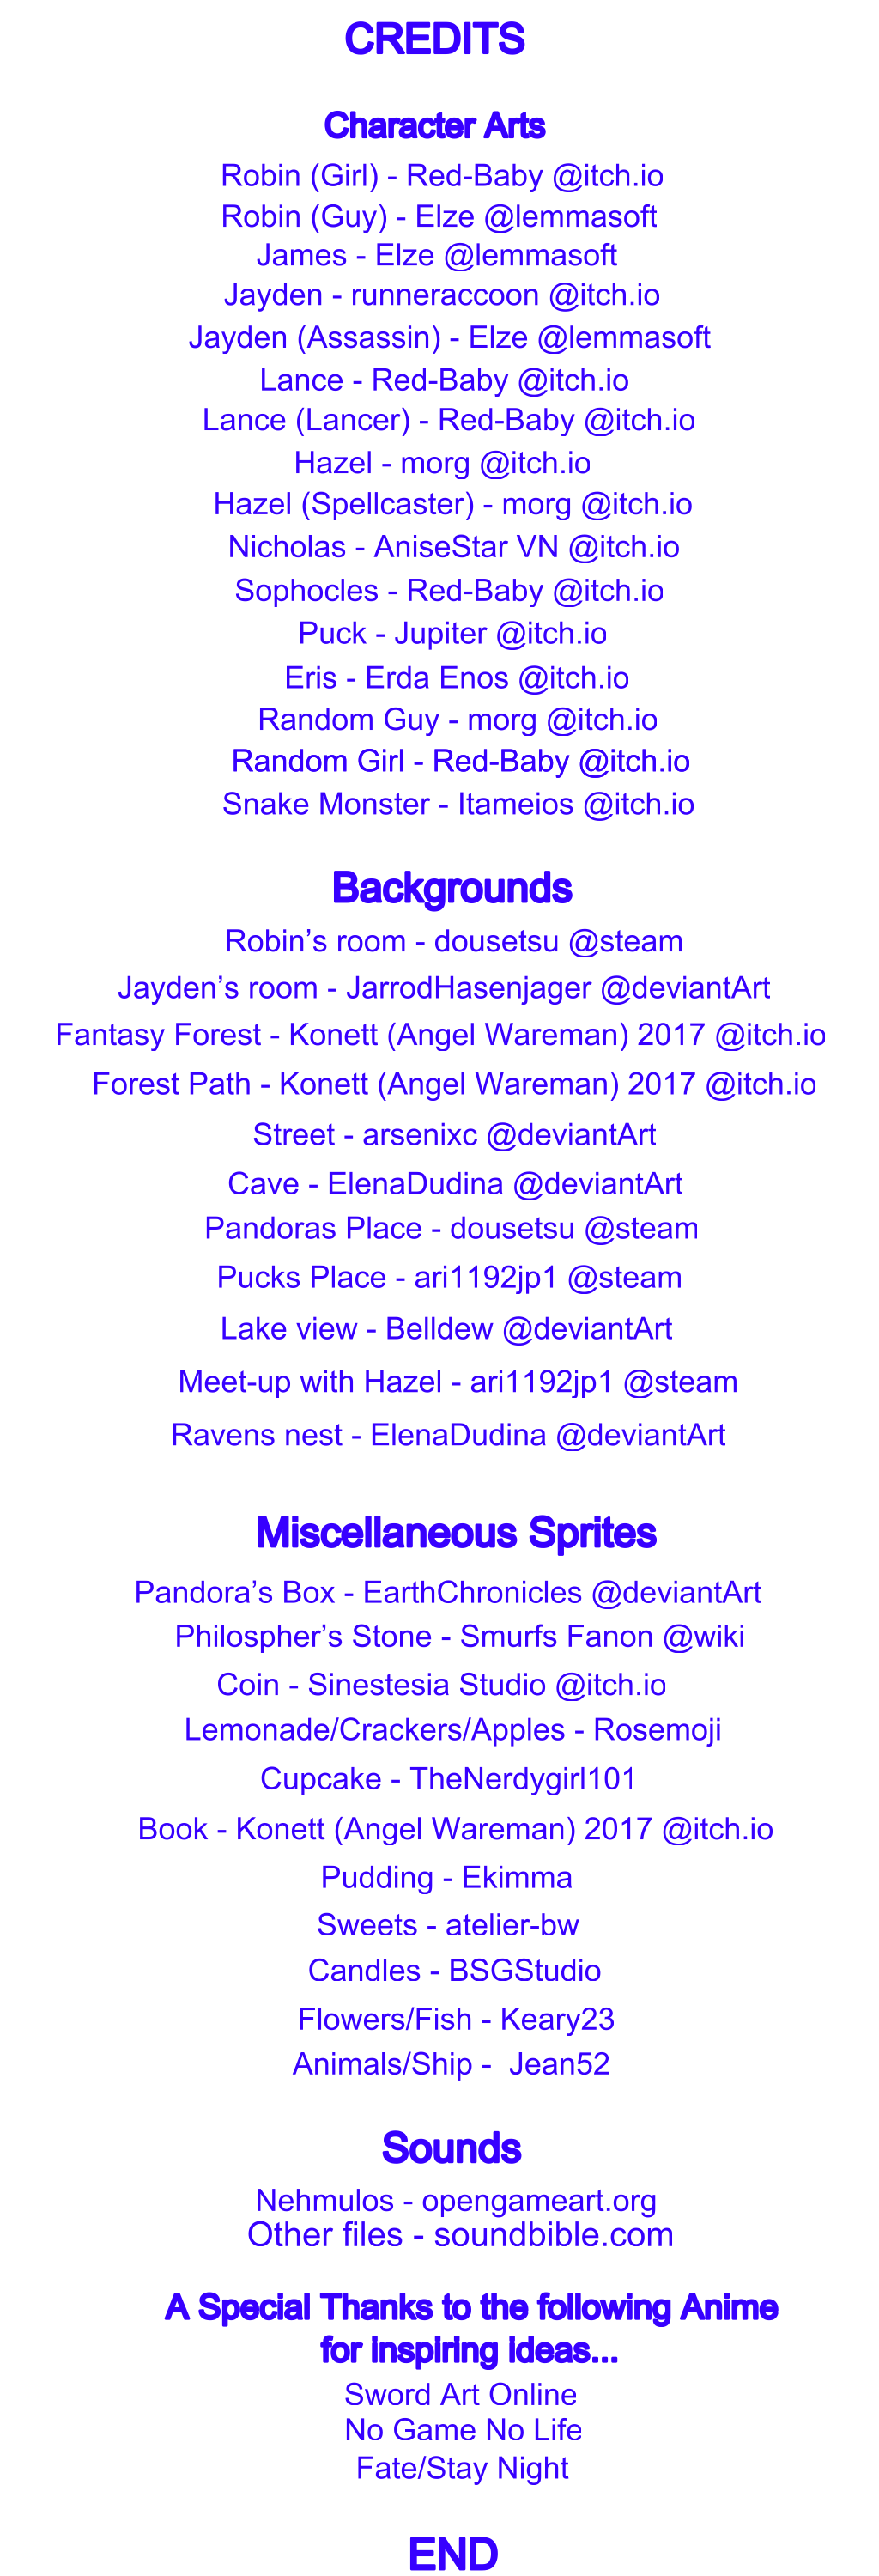 CREDITS
Character Arts
Robin (Girl) - Red-Baby @itch.io
Robin (Guy) - Elze @lemmasoft
James - Elze @lemmasoft
Jayden - runneraccoon @itch.io
Jayden (Assassin) - Elze @lemmasoft
Lance - Red-Baby @itch.io
Lance (Lancer) - Red-Baby @itch.io
Hazel - morg @itch.io
Hazel (Spellcaster) - morg @itch.io
Nicholas - AniseStar VN @itch.io
Sophocles - Red-Baby @itch.io
Puck - Jupiter @itch.io
Eris - Erda Enos @itch.io
Random Guy - morg @itch.io
Random Girl - Red-Baby @itch.io
Snake Monster - Itameios @itch.io
Backgrounds
Robin’s room - dousetsu @steam
Jayden’s room - JarrodHasenjager @deviantArt
Fantasy Forest - Konett (Angel Wareman) 2017 @itch.io
Forest Path - Konett (Angel Wareman) 2017 @itch.io
Street - arsenixc @deviantArt
Cave - ElenaDudina @deviantArt
Pandoras Place - dousetsu @steam
Pucks Place - ari1192jp1 @steam
Lake view - Belldew @deviantArt
Meet-up with Hazel - ari1192jp1 @steam
Ravens nest - ElenaDudina @deviantArt
Miscellaneous Sprites
Pandora’s Box - EarthChronicles @deviantArt
Philospher’s Stone - Smurfs Fanon @wiki
Coin - Sinestesia Studio @itch.io
Lemonade/Crackers/Apples - Rosemoji
Cupcake - TheNerdygirl101
Book - Konett (Angel Wareman) 2017 @itch.io
Pudding - Ekimma
Sweets - atelier-bw
Candles - BSGStudio
Flowers/Fish - Keary23
Animals/Ship -  Jean52
Sounds
Nehmulos - opengameart.org
Other files - soundbible.com
A Special Thanks to the following Anime
for inspiring ideas...
Sword Art Online
No Game No Life
Fate/Stay Night
END